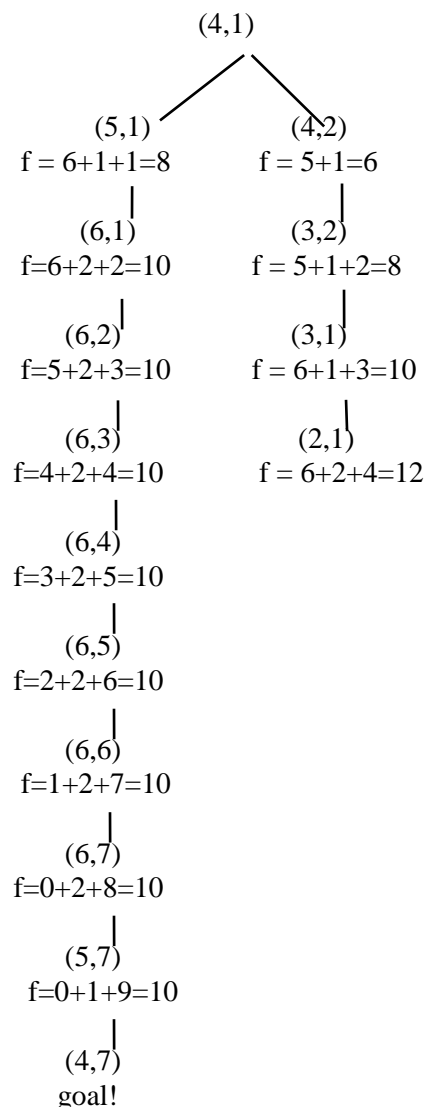 (4,1)
(5,1)
f = 6+1+1=8
(4,2)
f = 5+1=6
(6,1)
f=6+2+2=10
(3,2)
f = 5+1+2=8
(6,2)
f=5+2+3=10
(3,1)
f = 6+1+3=10
(6,3)
f=4+2+4=10
(2,1)
f = 6+2+4=12
(6,4)
f=3+2+5=10
(6,5)
f=2+2+6=10
(6,6)
f=1+2+7=10
(6,7)
f=0+2+8=10
(5,7)
f=0+1+9=10
(4,7)
goal!